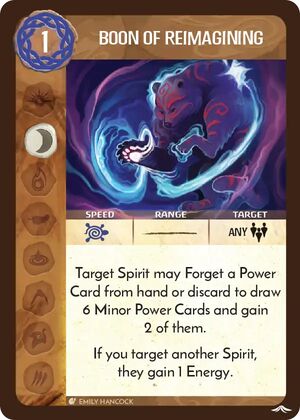 1
BOON OF REIMAGINING
SPEED RANGE TARGET
ANY
Target Spirit may Forget a Power
Card from hand or discard to draw
6 Minor Power Cards and gain
2 of them.
If you target another Spirit,
they gain 1 Energy.
EMILY HANCOCK